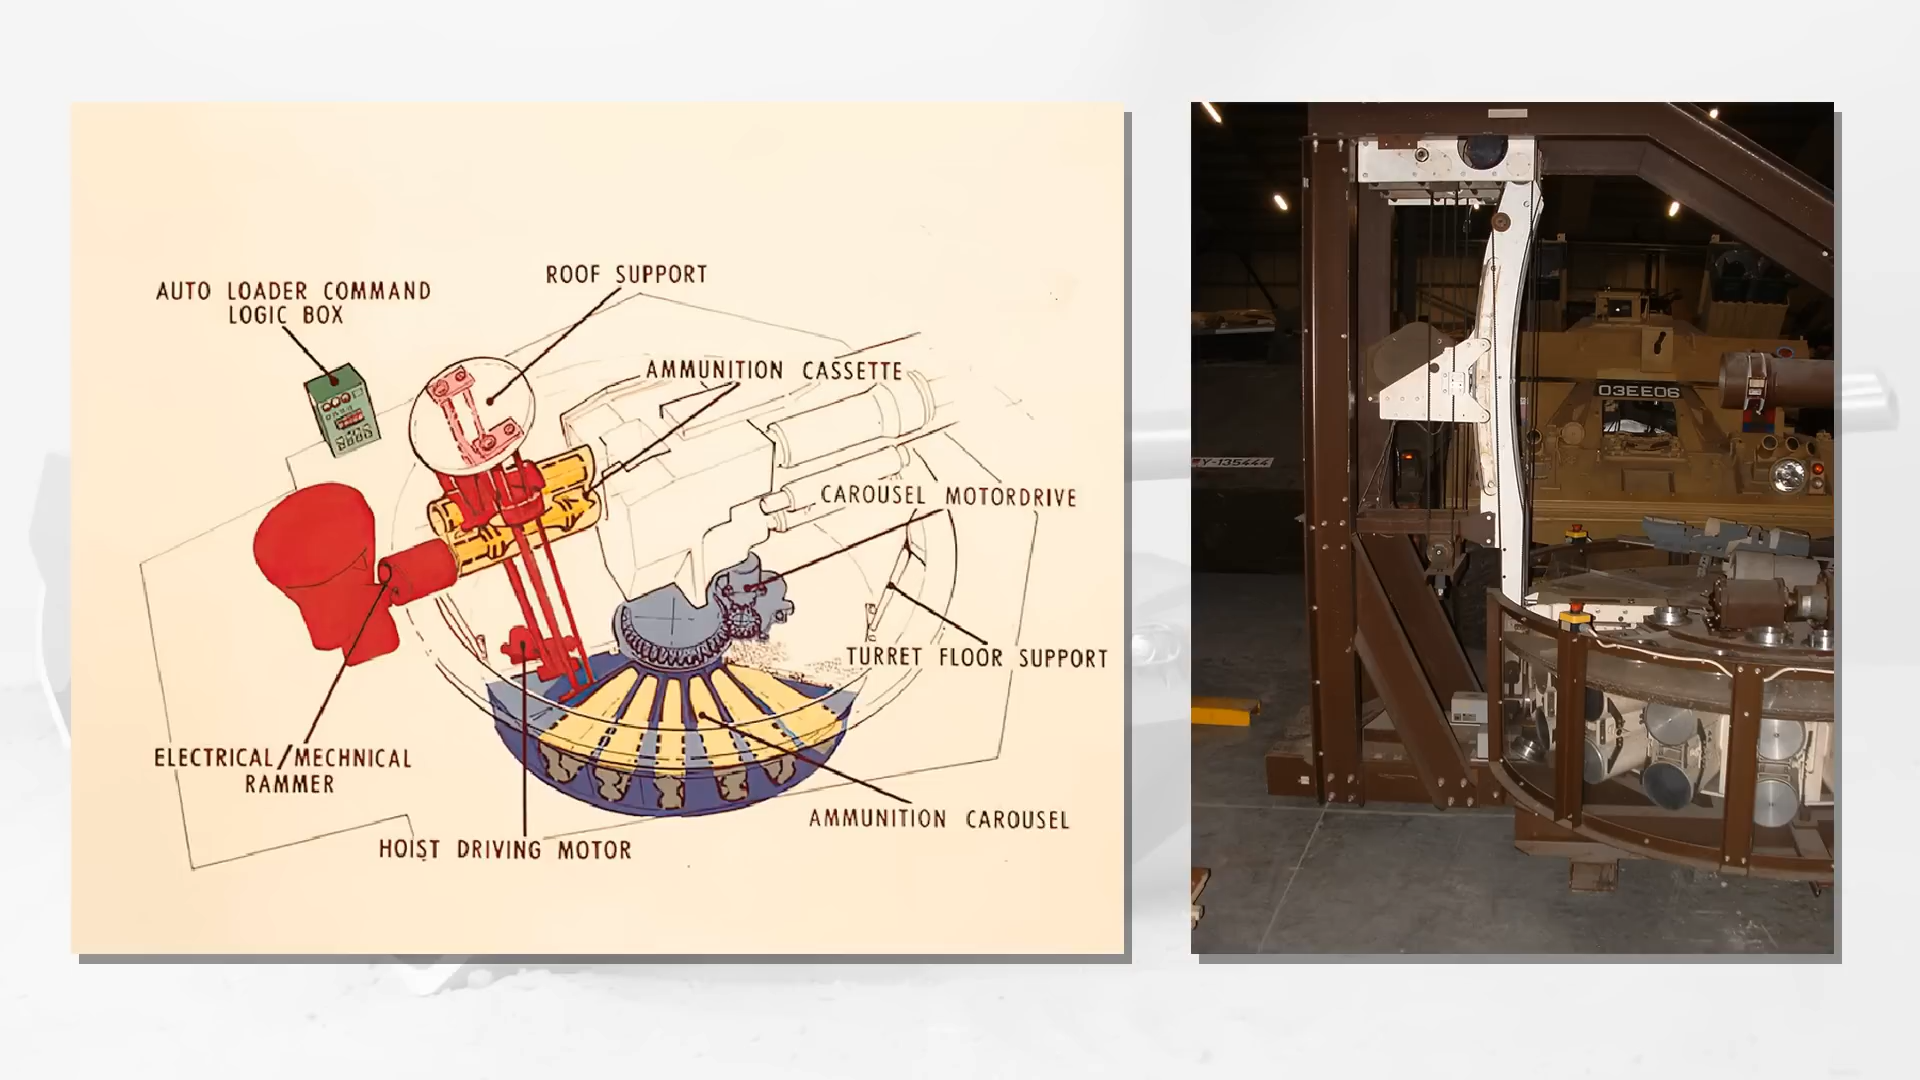 AUTO LOADER COMMAND
LOGIC BOX
ROOF SUPPORT
AMMUNITION CASSETTE
CAROUSEL MOTORDRIVE
TURRET FLOOR SUPPORT
ELECTRICAL/MECHNICAL
RAMMER
HOIST DRIVING MOTOR
AMMUNITION CAROUSEL
03EE06
Y-135444